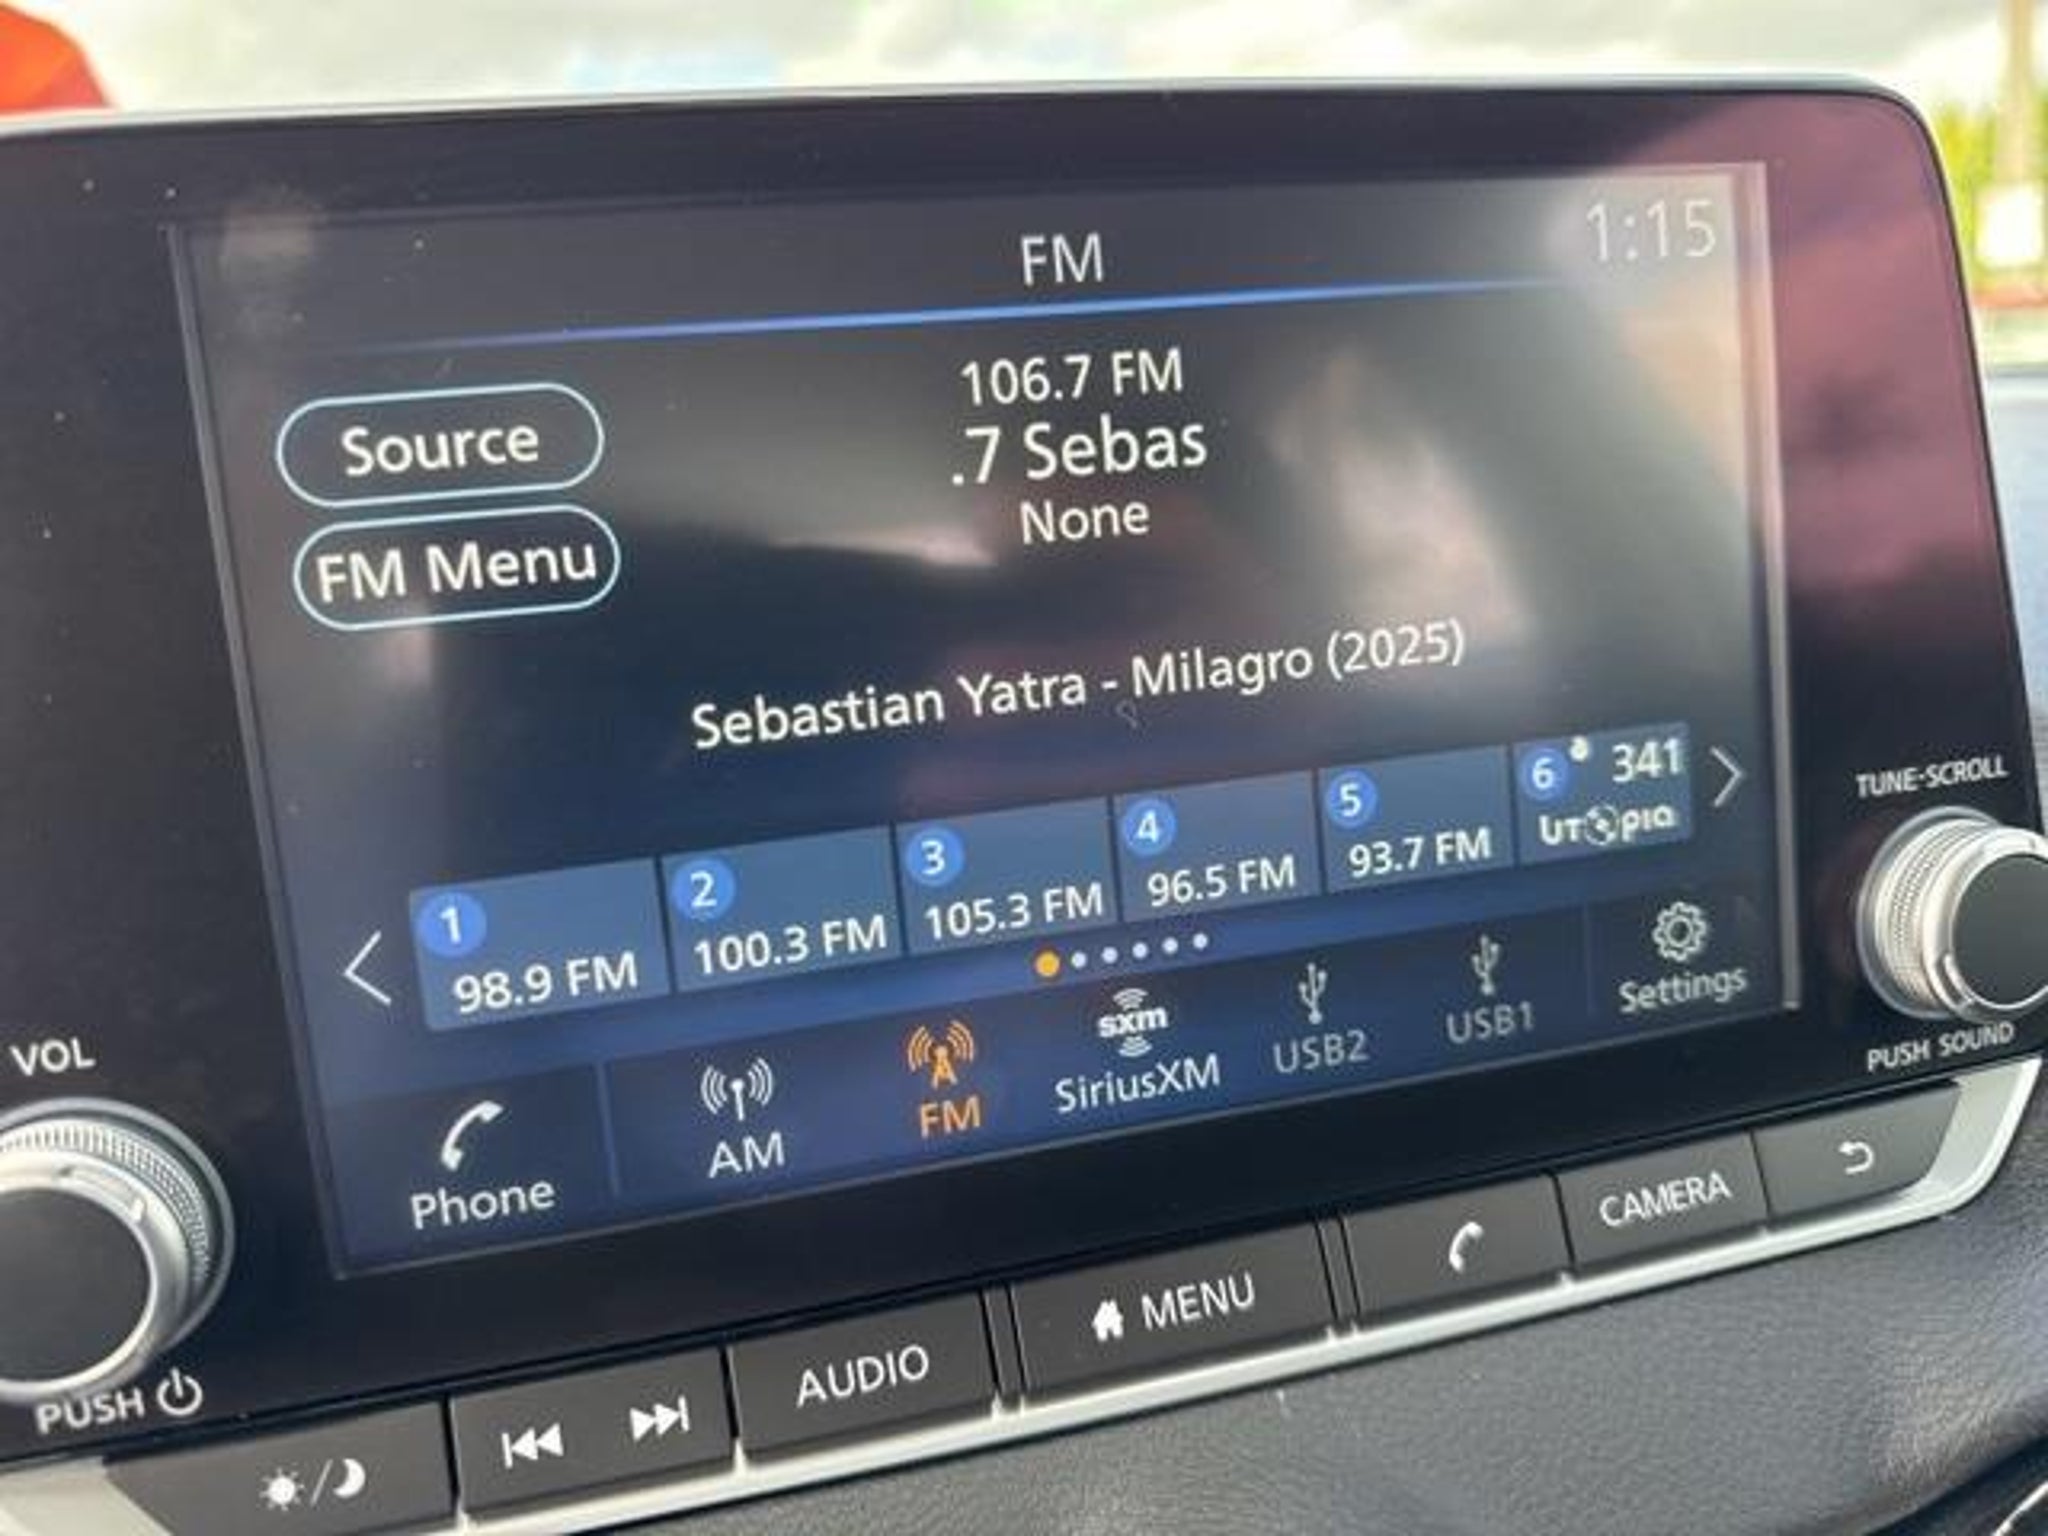 FM
1:15
106.7 FM
.7 Sebas
None
Source
FM Menu
Sebastian Yatra - Milagro (2025)
1
98.9 FM
2
100.3 FM
3
105.3 FM
4
96.5 FM
5
93.7 FM
6
341
UTOPIA
Phone
AM
FM
sxm
SiriusXM
USB2
USB1
Settings
VOL
PUSH
TUNE·SCROLL
PUSH SOUND
AUDIO
MENU
CAMERA